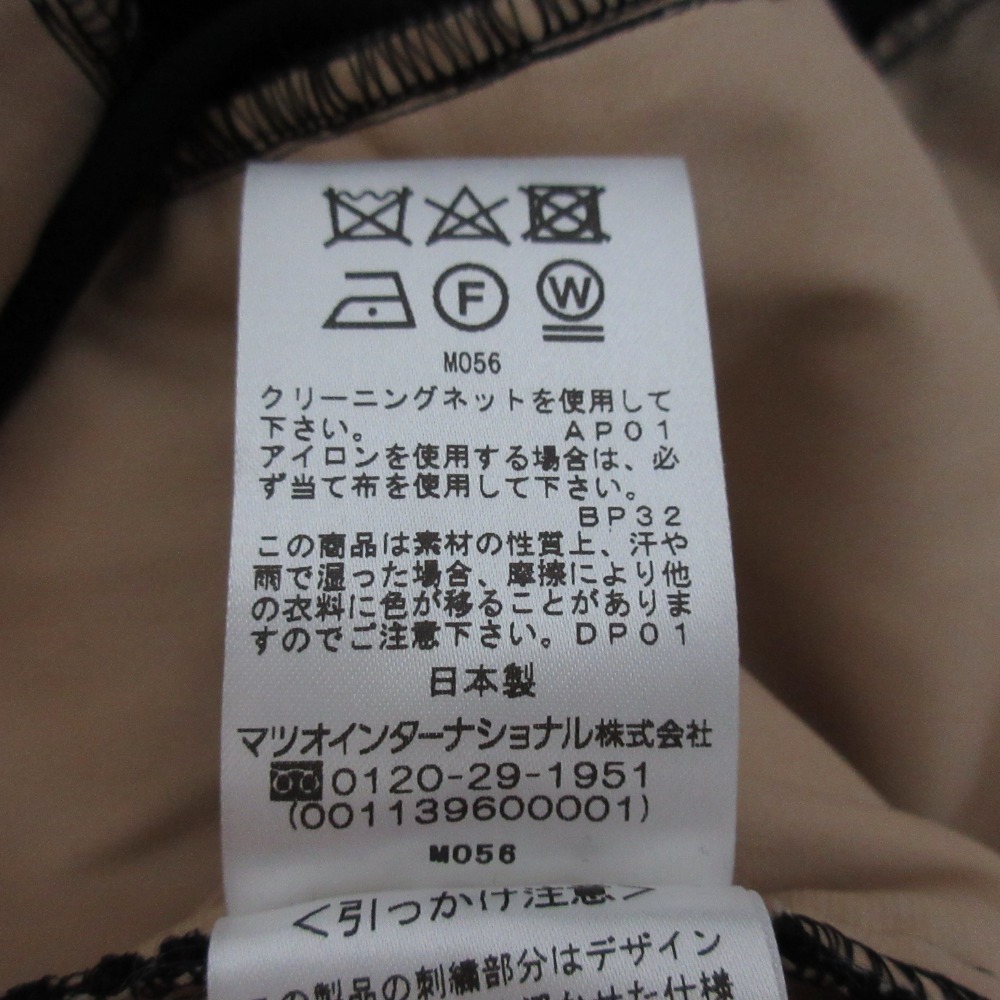 F W
M056
クリーニングネットを使用して
下さい。 AP01
アイロンを使用する場合は、必
ず当て布を使用して下さい。
BP32
この商品は素材の性質上、汗や
雨で湿った場合、摩擦により他
の衣料に色が移ることがありま
すのでご注意下さい。DP01
日本製
マツオインターナショナル株式会社
0120-29-1951
(001139600001)
M056
<引っかけ注意>
の製品の刺繍部分はデザイン
かせた仕様